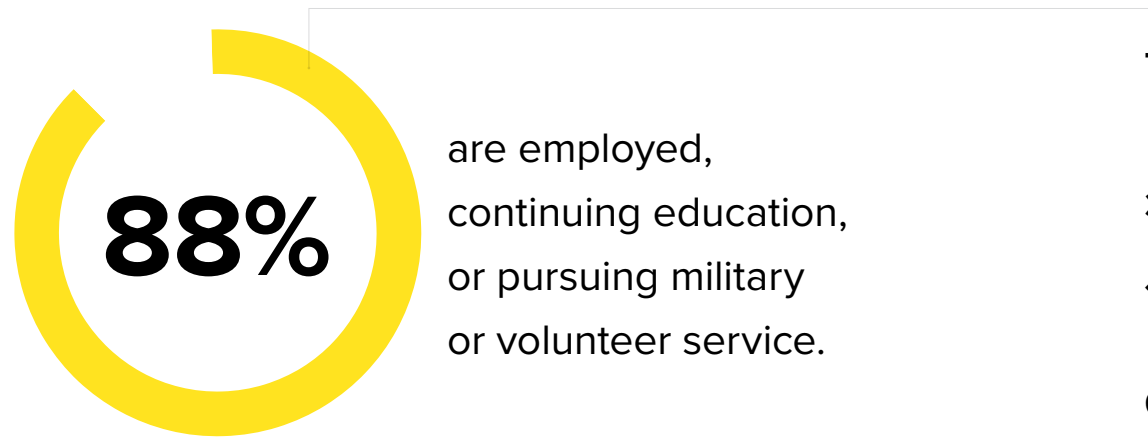 88%
are employed,
continuing education,
or pursuing military
or volunteer service.